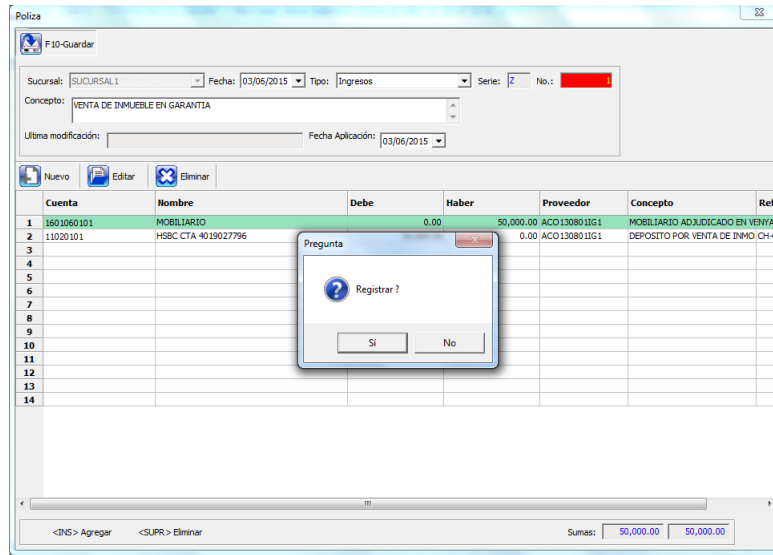 Poliza
F10-Guardar
Sucursal: SUCURSAL1 Fecha: 03/06/2015 Tipo: Ingresos Serie: Z No.: 1
Concepto: VENTA DE INMUEBLE EN GARANTIA
Ultima modificación: Fecha Aplicación: 03/06/2015
Nuevo Editar Eliminar
Cuenta Nombre Debe Haber Proveedor Concepto Ref
1 1601060101 MOBILIARIO 0.00 50,000.00 ACO130801IG1 MOBILIARIO ADJUDICADO EN VENYA
2 11020101 HSBC CTA 4019027796 0.00 ACO130801IG1 DEPOSITO POR VENTA DE INMO CH-
3
4
5
6
7
8
9
10
11
12
13
14
Pregunta
Registrar ?
Sí No
<INS> Agregar <SUPR> Eliminar Sumas: 50,000.00 50,000.00